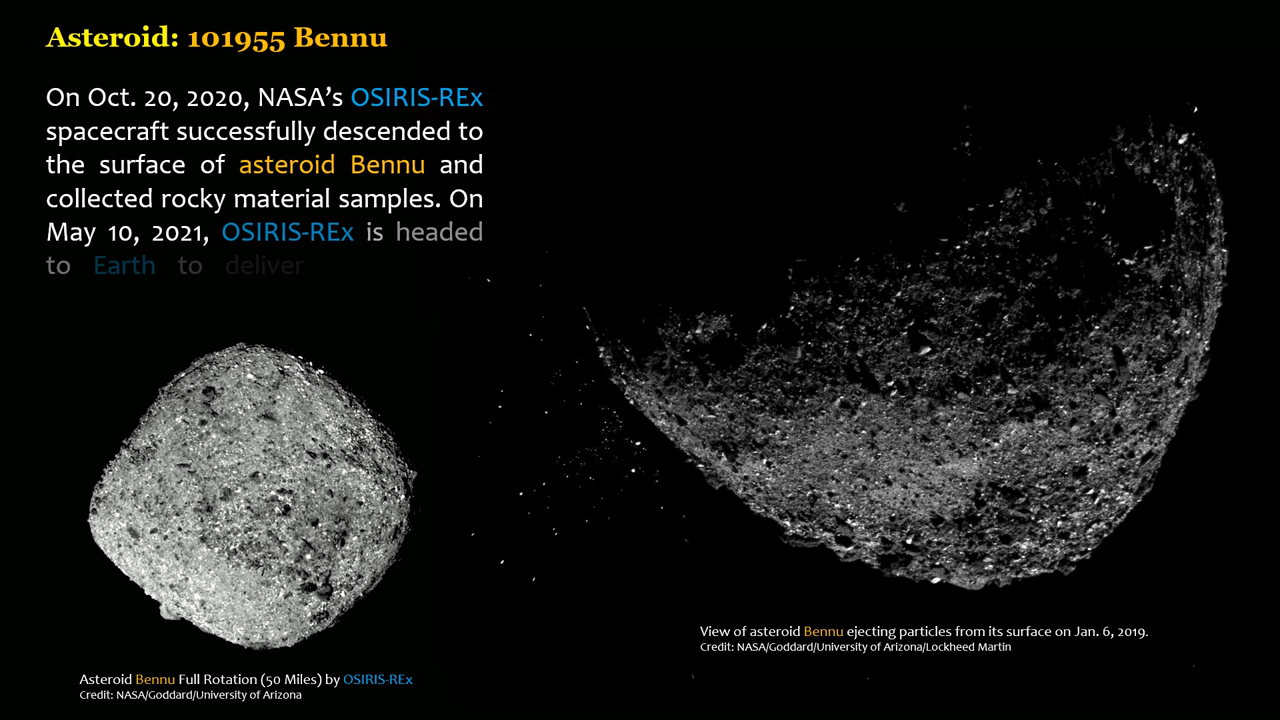 Asteroid: 101955 Bennu
On Oct. 20, 2020, NASA’s OSIRIS-REx
spacecraft successfully descended to
the surface of asteroid Bennu and
collected rocky material samples. On
May 10, 2021, OSIRIS-REx is headed
to Earth to deliver
View of asteroid Bennu ejecting particles from its surface on Jan. 6, 2019.
Credit: NASA/Goddard/University of Arizona/Lockheed Martin
Asteroid Bennu Full Rotation (50 Miles) by OSIRIS-REx
Credit: NASA/Goddard/University of Arizona